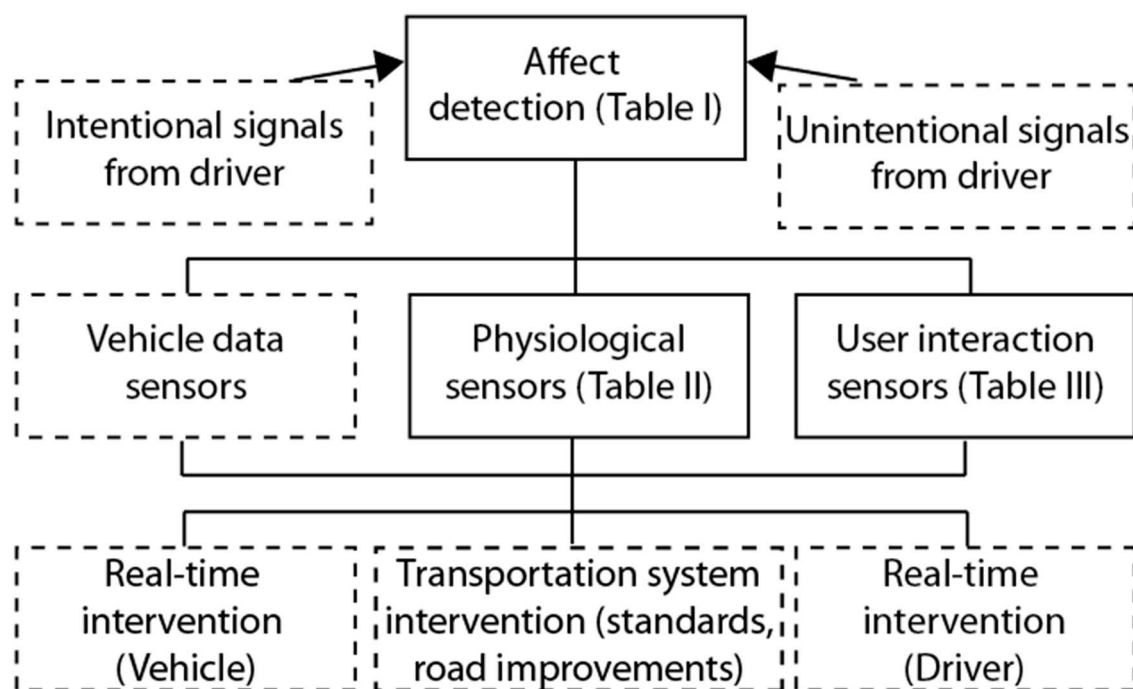 Affect
detection (Table I)
Intentional signals
from driver
Unintentional signals
from driver
Vehicle data
sensors
Physiological
sensors (Table II)
User interaction
sensors (Table III)
Real-time
intervention
(Vehicle)
Transportation system
intervention (standards,
road improvements)
Real-time
intervention
(Driver)